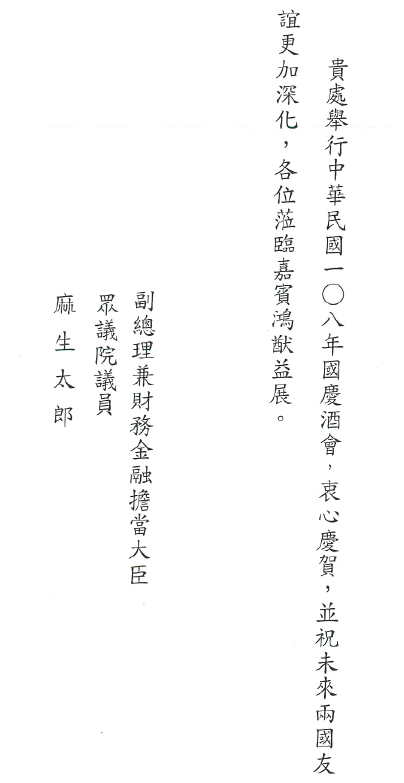 貴處舉行中華民國一〇八年國慶酒會，衷心慶賀，並祝未來兩國友
誼更加深化，各位蒞臨嘉賓鴻猷益展。
副總理兼財務金融擔當大臣
眾議院議員
麻生太郎